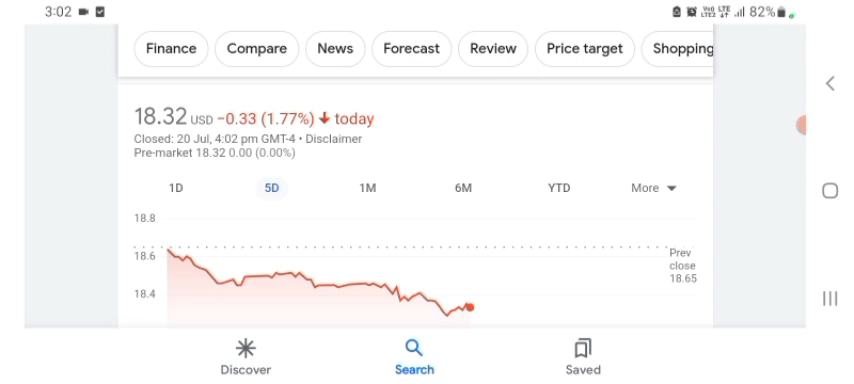 3:02 82%
Finance Compare News Forecast Review Price target Shopping
18.32 USD −0.33 (1.77%) today
Closed: 20 Jul, 4:02 pm GMT-4 • Disclaimer
Pre-market 18.32 0.00 (0.00%)
1D 5D 1M 6M YTD More
18.8
18.6
Prev
close
18.65
18.4
Discover Search Saved